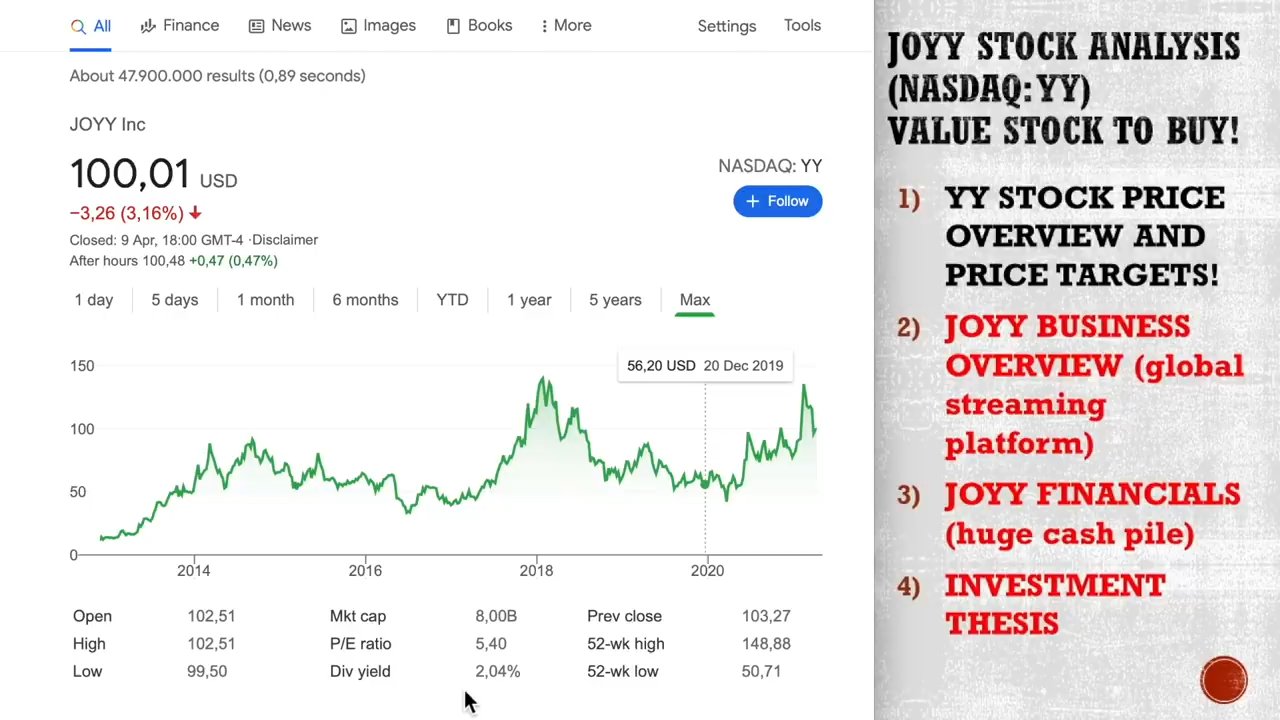 All Finance News Images Books More Settings Tools
About 47.900.000 results (0,89 seconds)
JOYY Inc
100,01 USD
NASDAQ: YY
−3,26 (3,16%)
+ Follow
Closed: 9 Apr, 18:00 GMT-4 ·Disclaimer
After hours 100,48 +0,47 (0,47%)
1 day 5 days 1 month 6 months YTD 1 year 5 years Max
56,20 USD 20 Dec 2019
150
100
50
0
2014 2016 2018 2020
Open 102,51 Mkt cap 8,00B Prev close 103,27
High 102,51 P/E ratio 5,40 52-wk high 148,88
Low 99,50 Div yield 2,04% 52-wk low 50,71
JOYY STOCK ANALYSIS
(NASDAQ: YY)
VALUE STOCK TO BUY!
1) YY STOCK PRICE
OVERVIEW AND
PRICE TARGETS!
2) JOYY BUSINESS
OVERVIEW (global
streaming
platform)
3) JOYY FINANCIALS
(huge cash pile)
4) INVESTMENT
THESIS